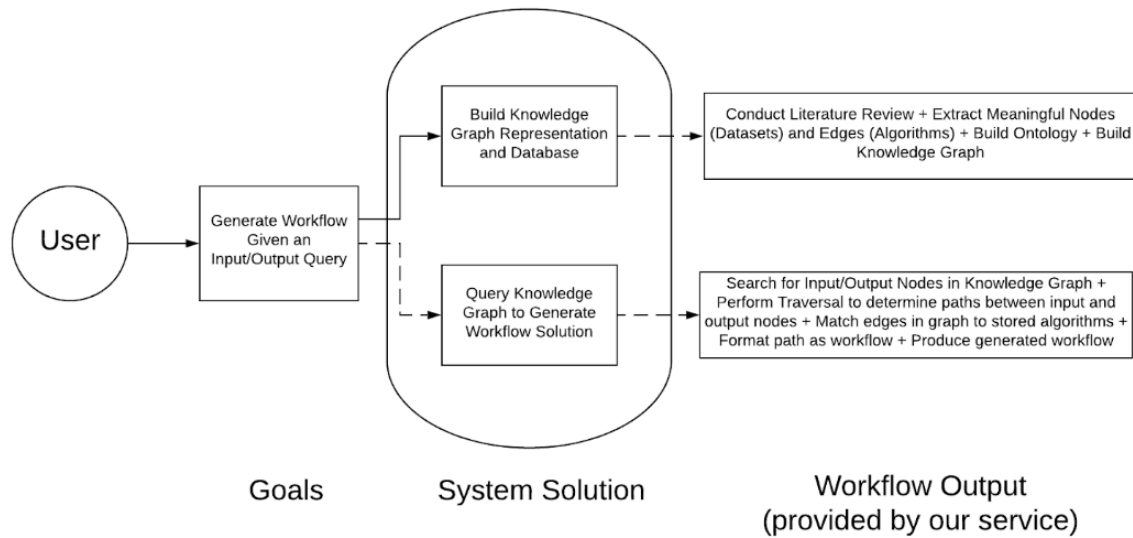 User
Generate Workflow
Given an
Input/Output Query
Build Knowledge
Graph Representation
and Database
Query Knowledge
Graph to Generate
Workflow Solution
Conduct Literature Review + Extract Meaningful Nodes
(Datasets) and Edges (Algorithms) + Build Ontology + Build
Knowledge Graph
Search for Input/Output Nodes in Knowledge Graph +
Perform Traversal to determine paths between input and
output nodes + Match edges in graph to stored algorithms +
Format path as workflow + Produce generated workflow
Goals
System Solution
Workflow Output
(provided by our service)